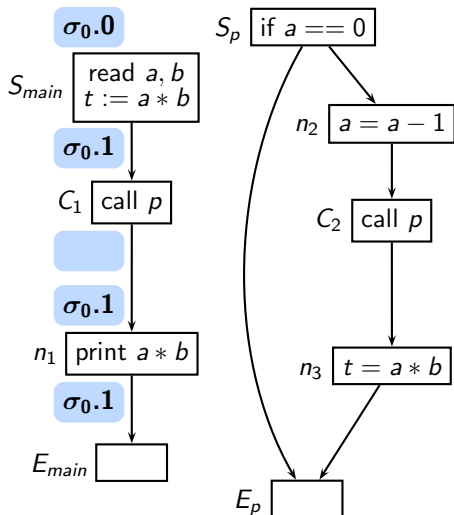 σ₀.0
S_main
read a, b
t := a ∗ b
σ₀.1
C₁
call p
σ₀.1
n₁
print a ∗ b
σ₀.1
E_main
S_p
if a == 0
n₂
a = a − 1
C₂
call p
n₃
t = a ∗ b
E_p